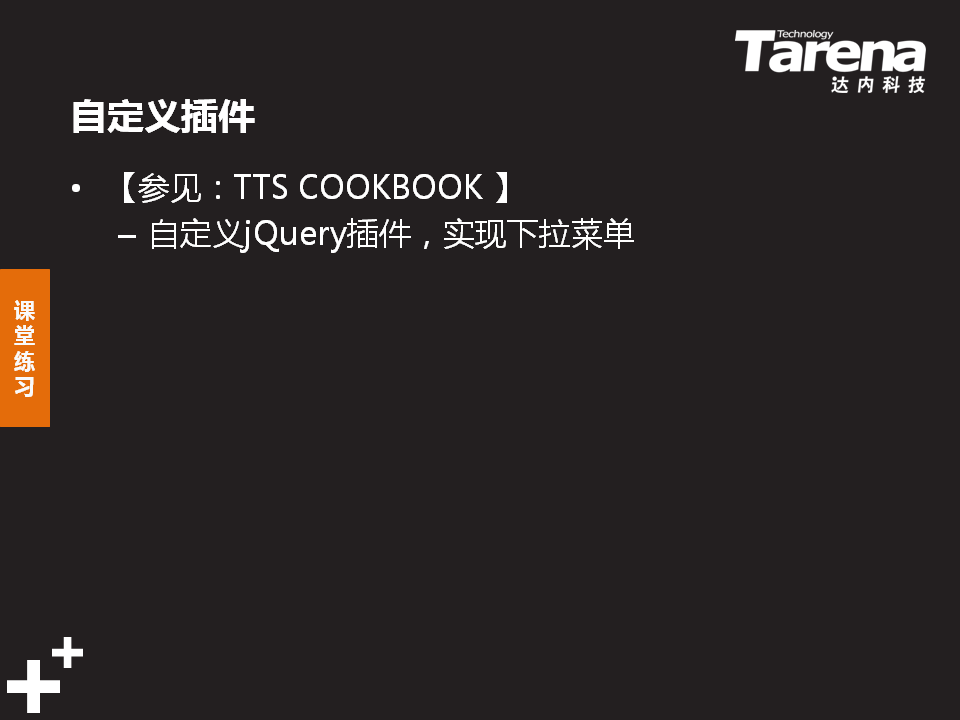 Technology
Tarena
达内科技
自定义插件
• 【参见：TTS COOKBOOK 】
– 自定义jQuery插件，实现下拉菜单
课
堂
练
习